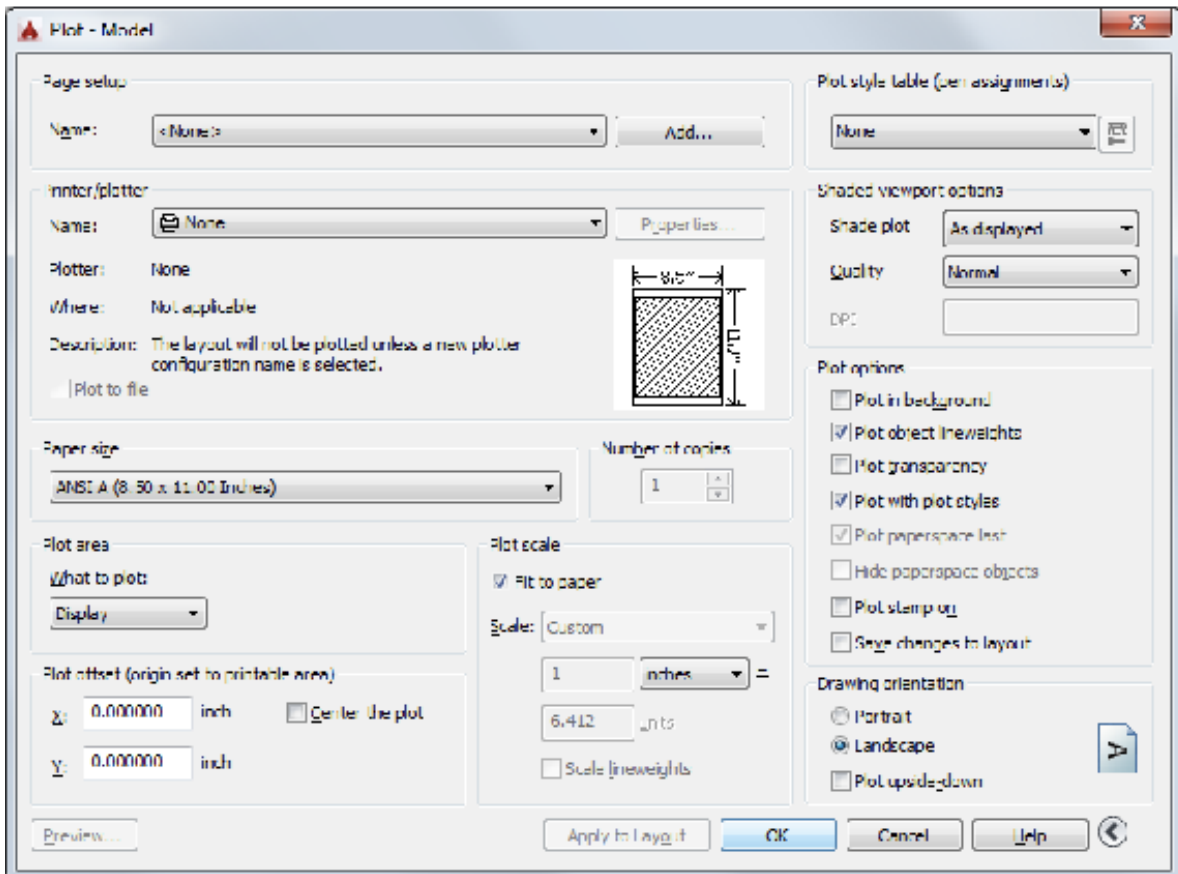 Plot - Model
Page setup
Name:
<None>
Add...
Printer/plotter
Name:
None
Properties...
Plotter:
None
Where:
Not applicable
Description:
The layout will not be plotted unless a new plotter
configuration name is selected.
Plot to file
8.5"
Paper size
ANSI A (8.50 x 11.00 Inches)
Number of copies
1
Plot area
What to plot:
Display
Plot offset (origin set to printable area)
X:
0.000000
inch
Center the plot
Y:
0.000000
inch
Plot scale
Fit to paper
Scale:
Custom
1
inches
=
6.412
units
Scale lineweights
Plot style table (pen assignments)
None
Shaded viewport options
Shade plot
As displayed
Quality
Normal
DPI
Plot options
Plot in background
Plot object lineweights
Plot transparency
Plot with plot styles
Plot paperspace last
Hide paperspace objects
Plot stamp on
Save changes to layout
Drawing orientation
Portrait
Landscape
Plot upside-down
A
Preview...
Apply to Layout
OK
Cancel
Help